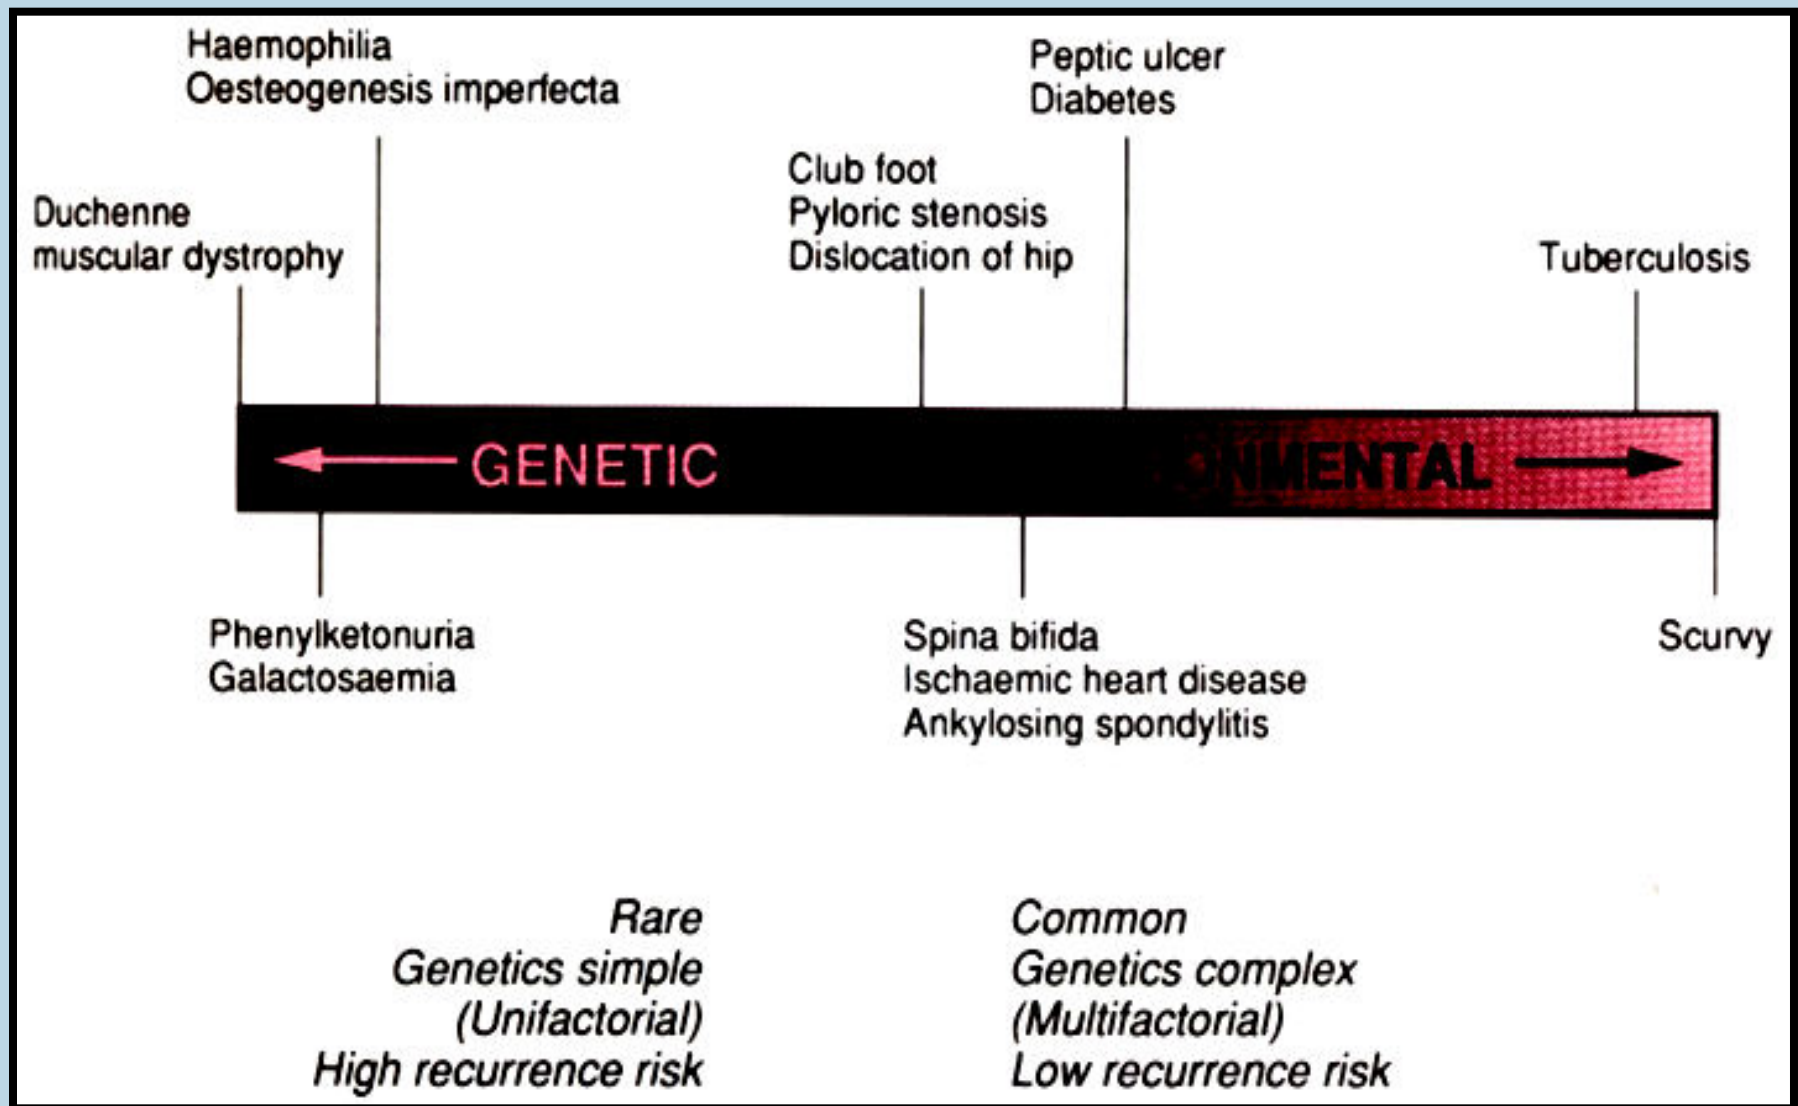 Haemophilia
Oesteogenesis imperfecta
Peptic ulcer
Diabetes
Club foot
Pyloric stenosis
Dislocation of hip
Duchenne
muscular dystrophy
Tuberculosis
GENETIC
ONMENTAL
Phenylketonuria
Galactosaemia
Spina bifida
Ischaemic heart disease
Ankylosing spondylitis
Scurvy
Rare
Genetics simple
(Unifactorial)
High recurrence risk
Common
Genetics complex
(Multifactorial)
Low recurrence risk